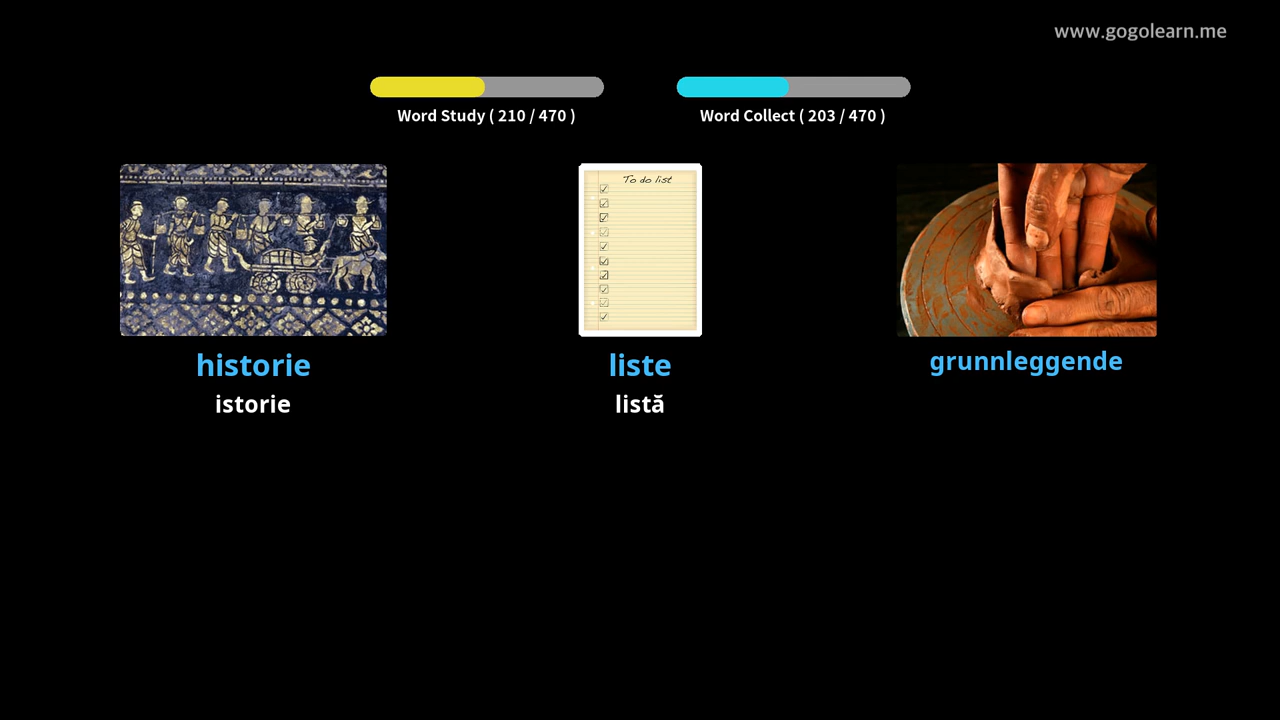 www.gogolearn.me
Word Study ( 210 / 470 )
Word Collect ( 203 / 470 )
To do list
historie
liste
grunnleggende
istorie
listă